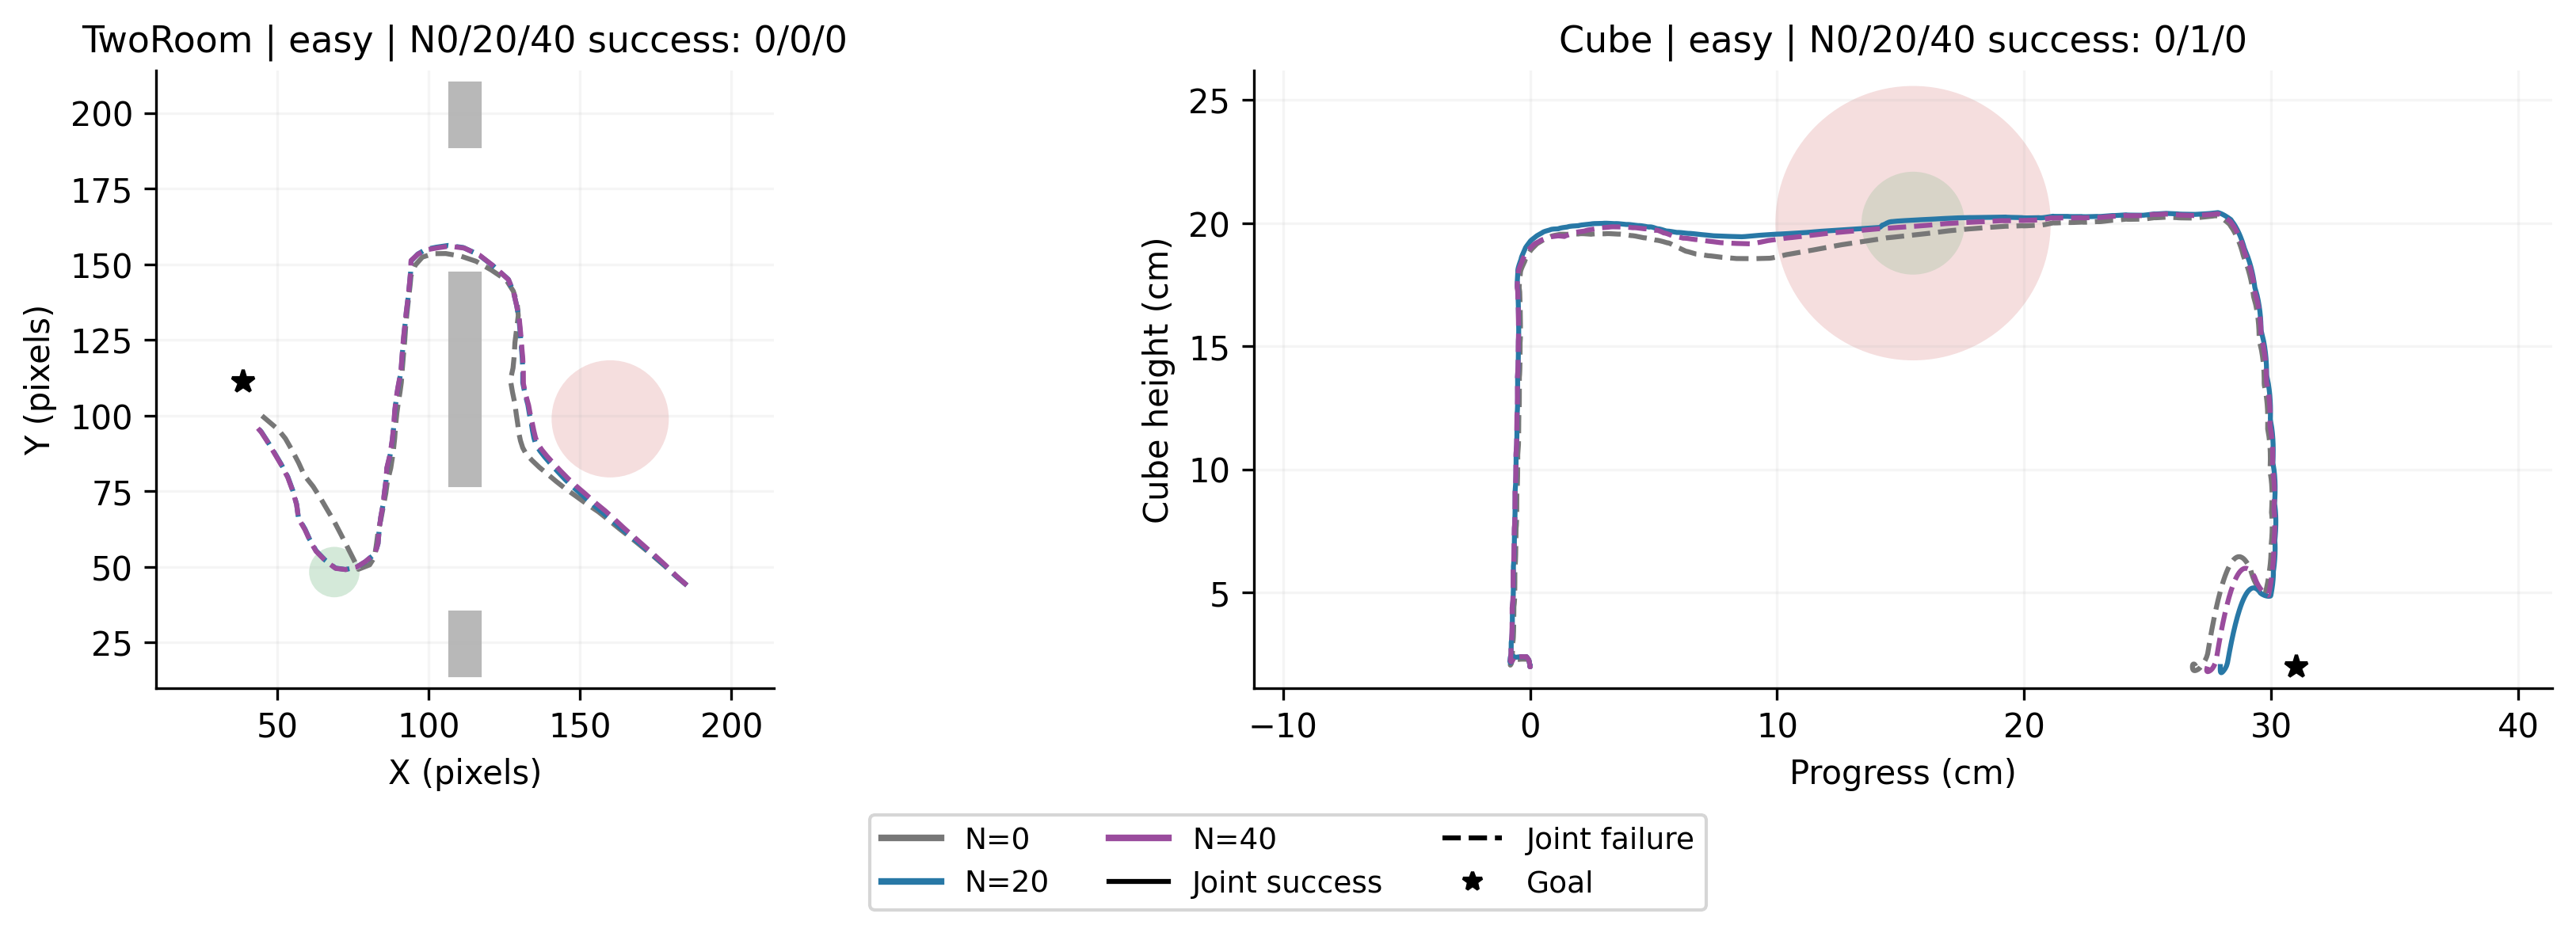 TwoRoom | easy | N0/20/40 success: 0/0/0
200
175
150
125
100
75
50
25
Y (pixels)
50
100
150
200
X (pixels)
Cube | easy | N0/20/40 success: 0/1/0
25
20
15
10
5
Cube height (cm)
−10
0
10
20
30
40
Progress (cm)
N=0
N=20
N=40
Joint success
Joint failure
Goal